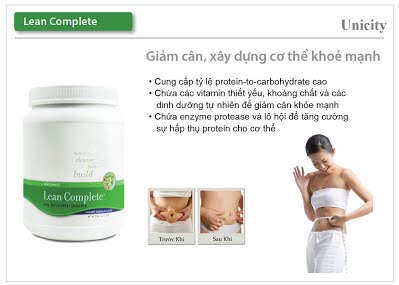 Lean Complete
Unicity
Giảm cân, xây dựng cơ thể khoẻ mạnh
• Cung cấp tỷ lệ protein-to-carbohydrate cao
• Chứa các vitamin thiết yếu, khoáng chất và các
dinh dưỡng tự nhiên để giảm cân khỏe mạnh
• Chứa enzyme protease và lô hội để tăng cường
sự hấp thụ protein cho cơ thể
cleanse
build
Lean Complete
Trước Khi
Sau Khi